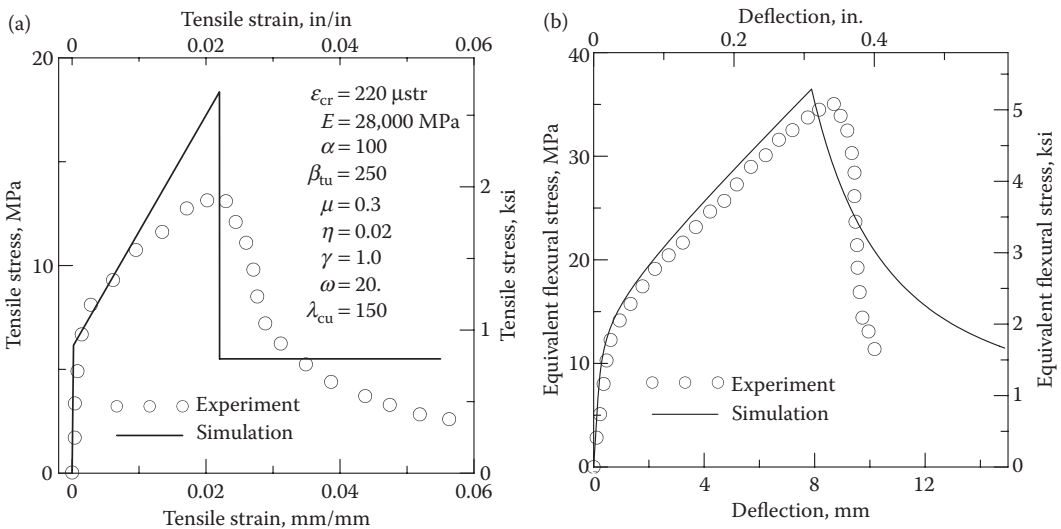 (a)
Tensile strain, in/in
0 0.02 0.04 0.06
20
10
0
Tensile stress, MPa
ε_cr = 220 μstr
E = 28,000 MPa
α = 100
β_tu = 250
μ = 0.3
η = 0.02
γ = 1.0
ω = 20.
λ_cu = 150
Experiment
Simulation
2
1
0
Tensile stress, ksi
0 0.02 0.04 0.06
Tensile strain, mm/mm
(b)
Deflection, in.
0 0.2 0.4
40
30
20
10
0
Equivalent flexural stress, MPa
Experiment
Simulation
5
4
3
2
1
0
Equivalent flexural stress, ksi
0 4 8 12
Deflection, mm